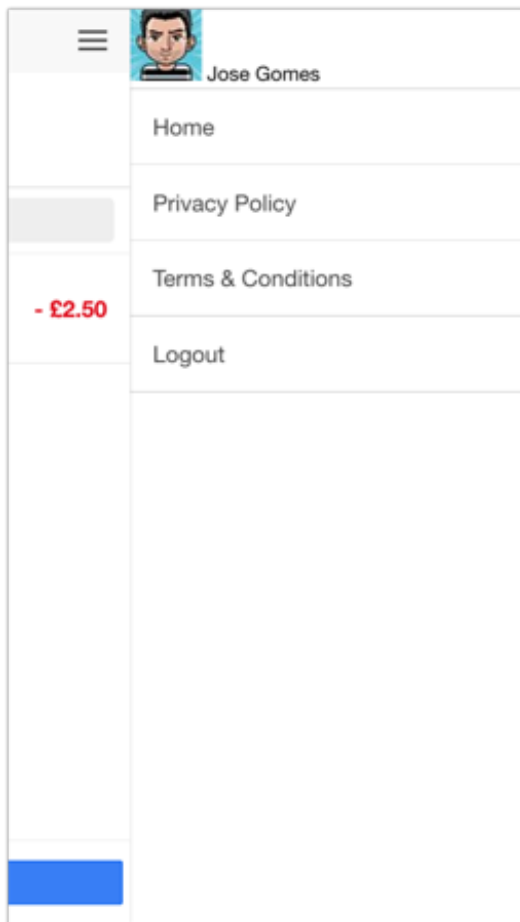 Jose Gomes
Home
Privacy Policy
Terms & Conditions
- £2.50
Logout